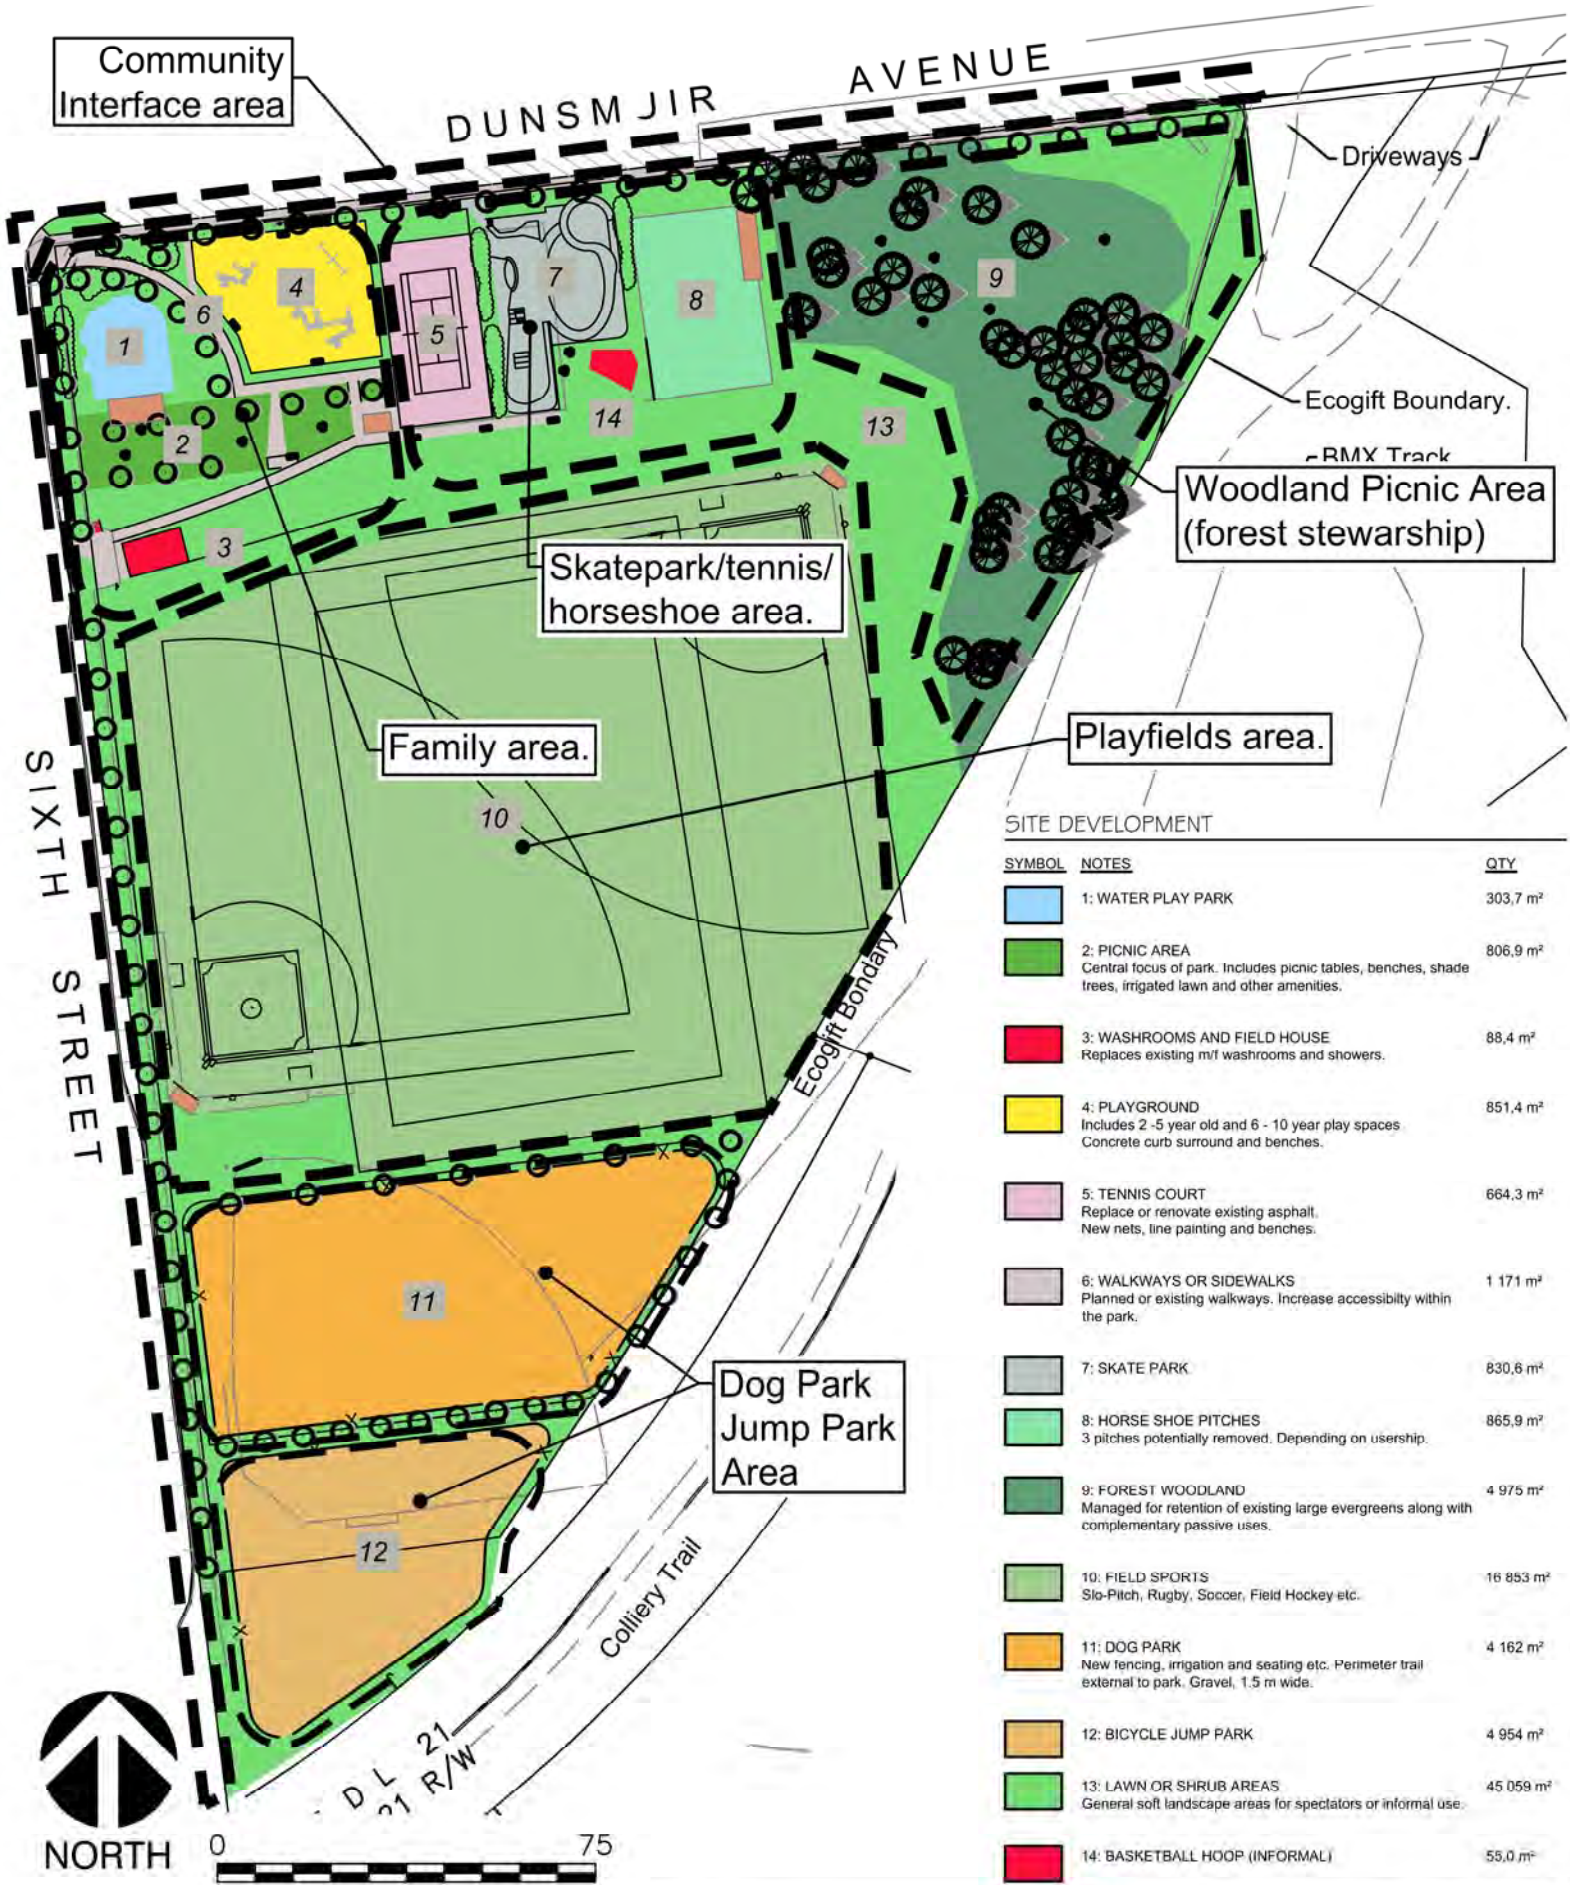 Community
Interface area
DUNSMJIR AVENUE
Driveways
1
2
3
4
5
6
7
8
9
14
13
Ecogift Boundary.
BMX Track
Woodland Picnic Area
(forest stewarship)
Skatepark/tennis/
horseshoe area.
Family area.
Playfields area.
SIXTH STREET
10
Ecogift Bondary
11
Dog Park
Jump Park
Area
12
Colliery Trail
D L 21
21 R/W
NORTH
0 75
SITE DEVELOPMENT
SYMBOL NOTES QTY
1: WATER PLAY PARK 303,7 m²
2: PICNIC AREA 806,9 m²
Central focus of park. Includes picnic tables, benches, shade
trees, irrigated lawn and other amenities.
3: WASHROOMS AND FIELD HOUSE 88,4 m²
Replaces existing m/f washrooms and showers.
4: PLAYGROUND 851,4 m²
Includes 2 -5 year old and 6 - 10 year play spaces
Concrete curb surround and benches.
5: TENNIS COURT 664,3 m²
Replace or renovate existing asphalt.
New nets, line painting and benches.
6: WALKWAYS OR SIDEWALKS 1 171 m²
Planned or existing walkways. Increase accessibilty within
the park.
7: SKATE PARK 830,6 m²
8: HORSE SHOE PITCHES 865,9 m²
3 pitches potentially removed. Depending on usership.
9: FOREST WOODLAND 4 975 m²
Managed for retention of existing large evergreens along with
complementary passive uses.
10: FIELD SPORTS 16 853 m²
Slo-Pitch, Rugby, Soccer, Field Hockey etc.
11: DOG PARK 4 162 m²
New fencing, irrigation and seating etc. Perimeter trail
external to park. Gravel, 1.5 m wide.
12: BICYCLE JUMP PARK 4 954 m²
13: LAWN OR SHRUB AREAS 45 059 m²
General soft landscape areas for spectators or informal use.
14: BASKETBALL HOOP (INFORMAL) 55,0 m²